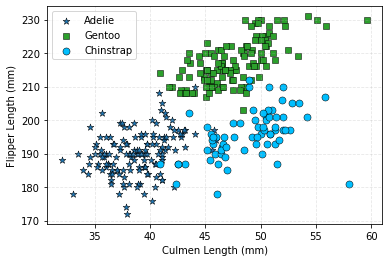 Adelie
Gentoo
Chinstrap
230
220
210
200
190
180
170
Flipper Length (mm)
35
40
45
50
55
60
Culmen Length (mm)